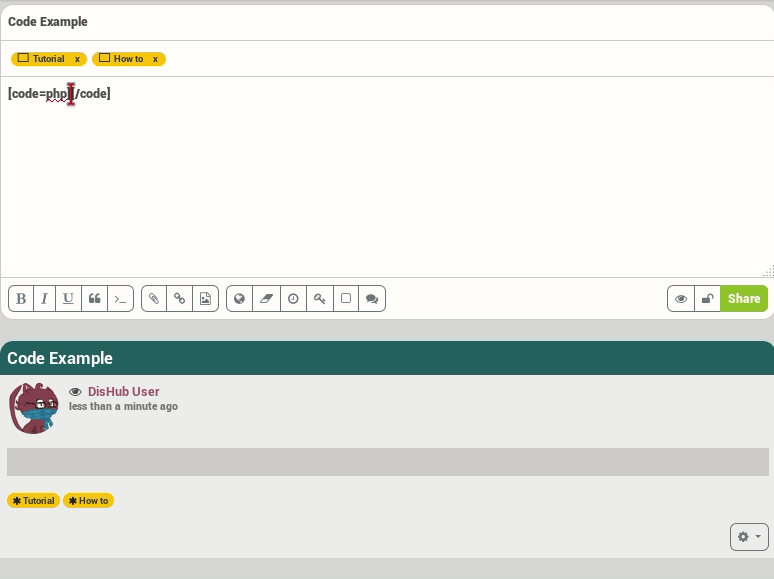 Code Example
Tutorial x How to x
[code=php][/code]
B I U Share
Code Example
DisHub User
less than a minute ago
Tutorial How to